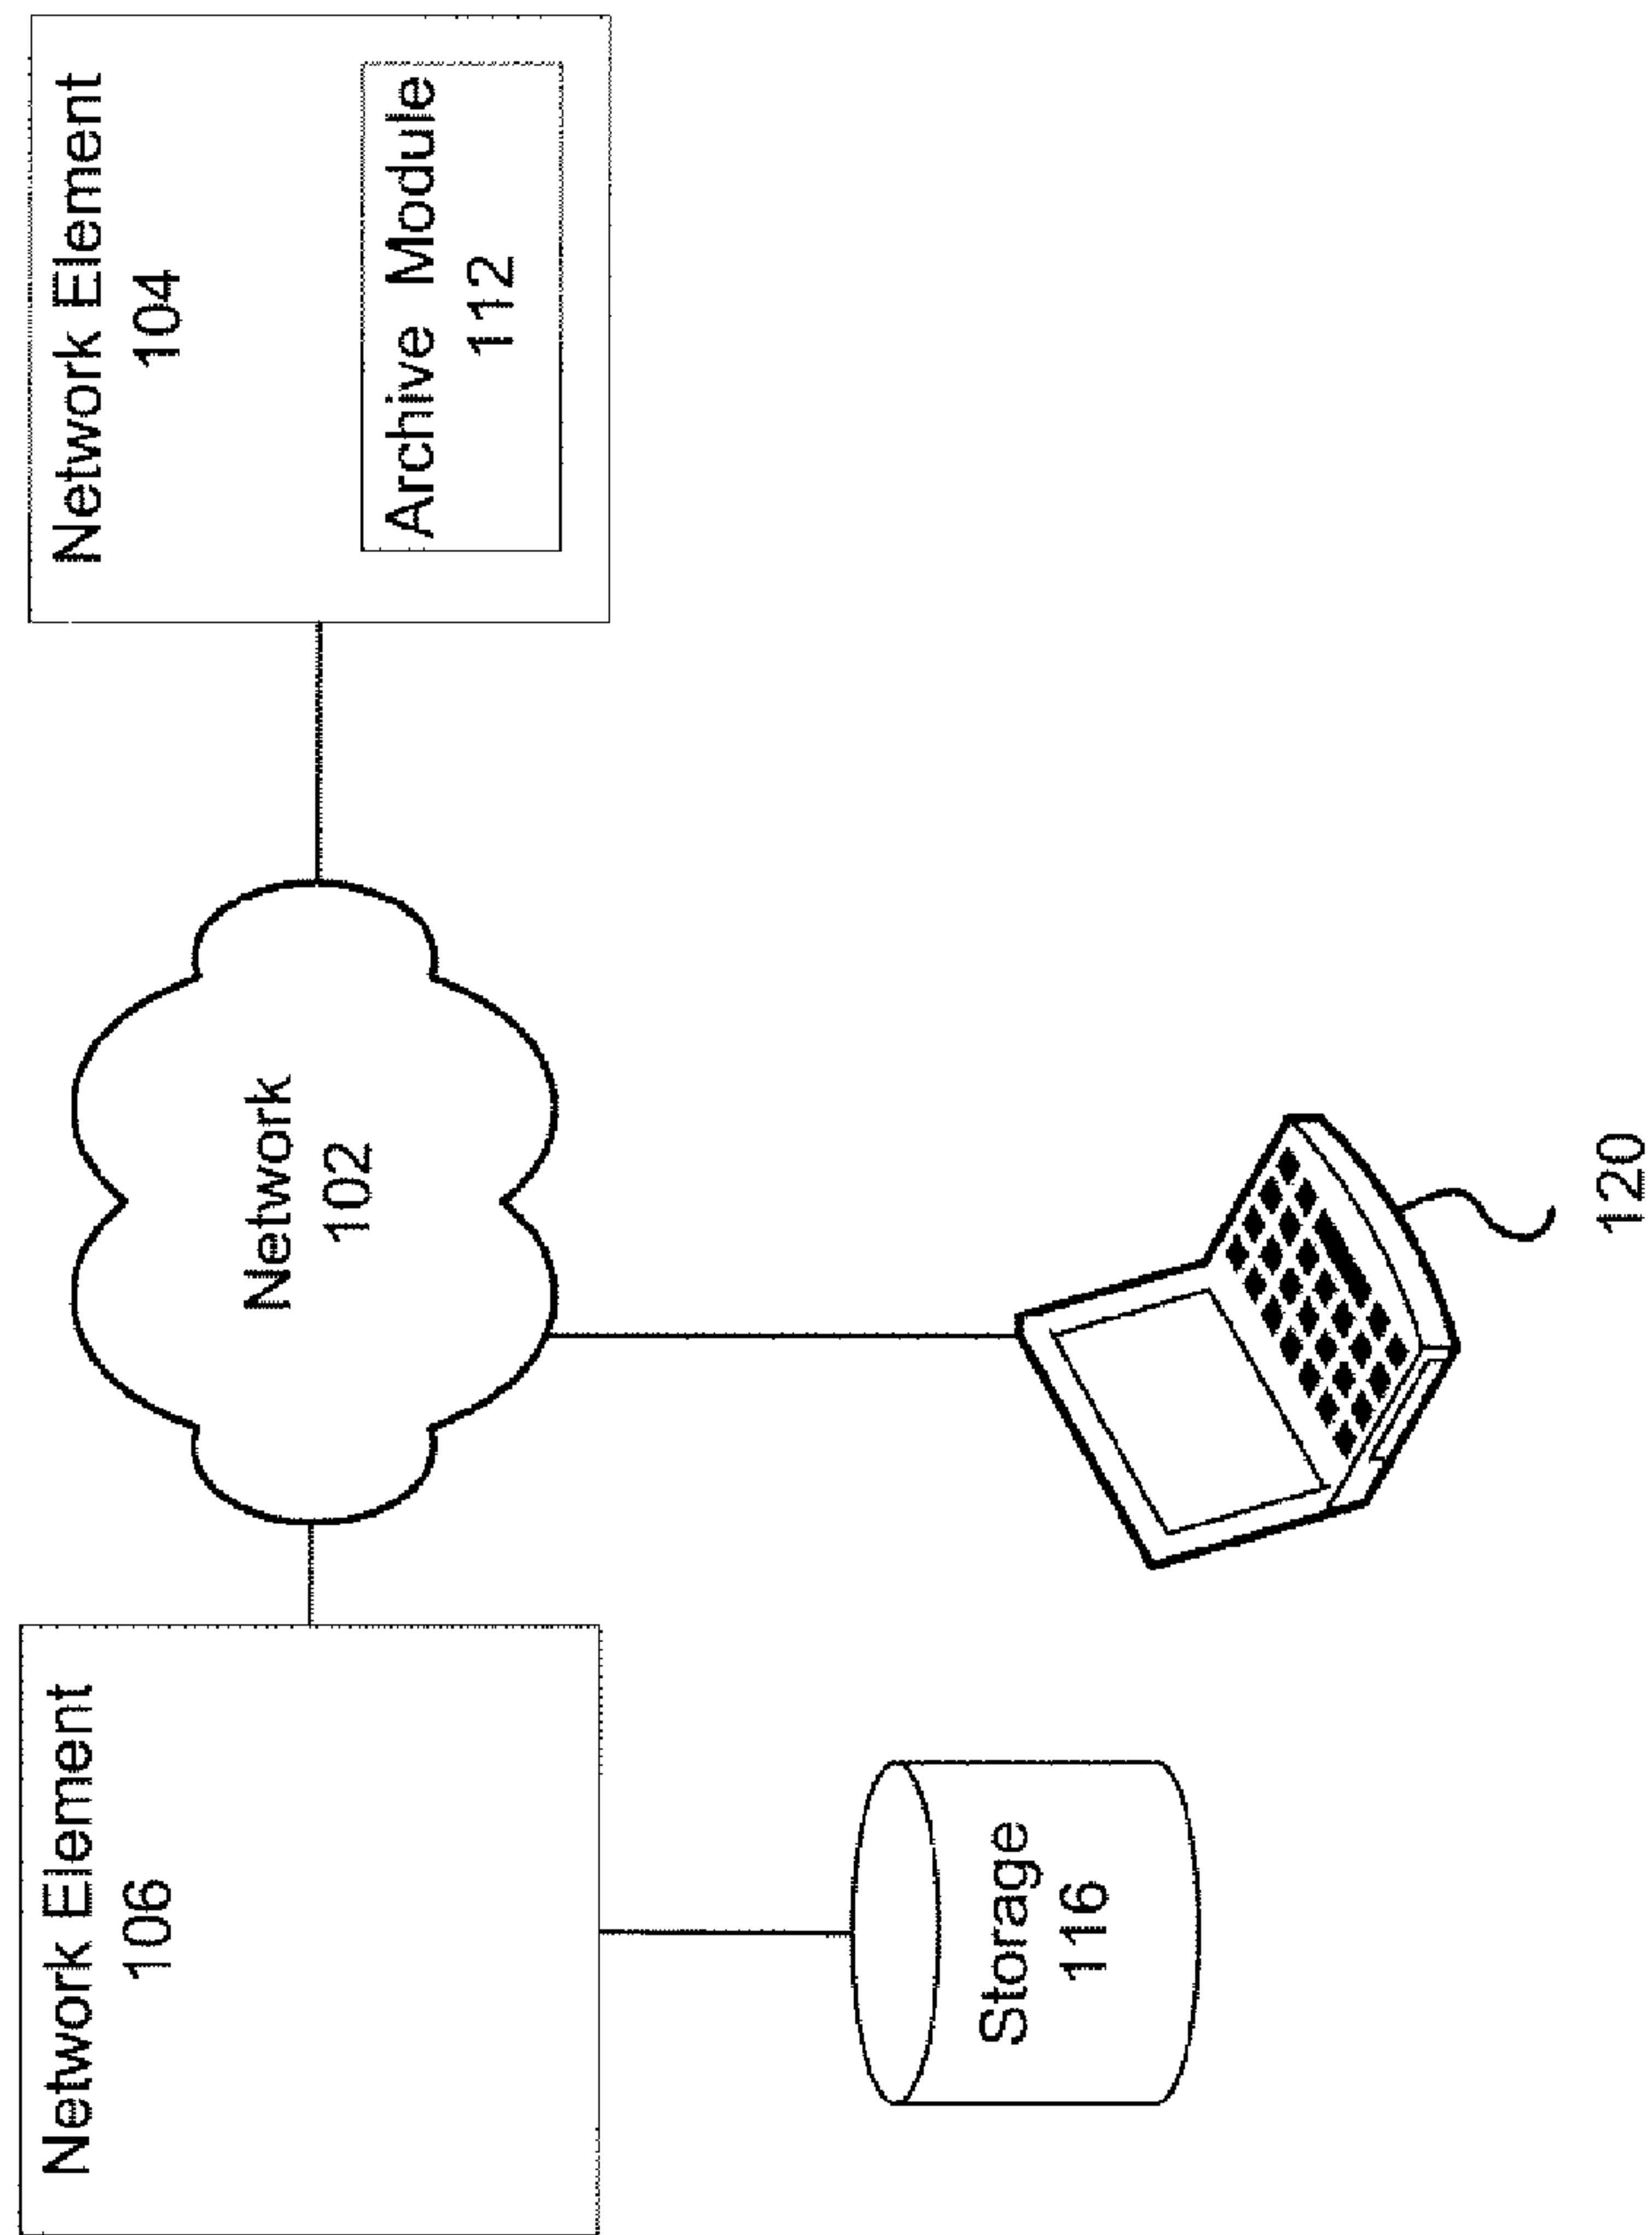 Network Element
106
Network
102
Network Element
104
Archive Module
112
Storage
116
120